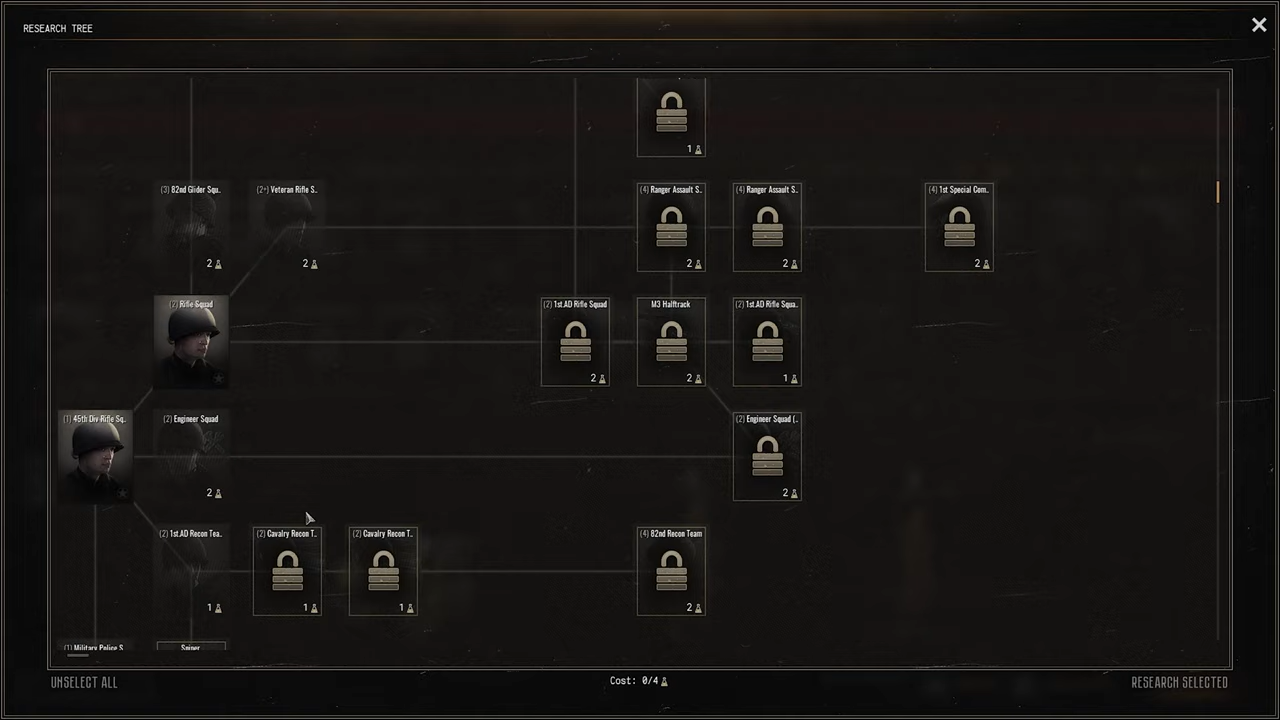 RESEARCH TREE
1
(3) 82nd Glider Squ..
(2+) Veteran Rifle S..
(4) Ranger Assault S..
(4) Ranger Assault S..
(4) 1st Special Com..
2
2
2
2
2
(2) Rifle Squad
(2) 1st.AD Rifle Squad
M3 Halftrack
(2) 1st.AD Rifle Squa..
2
2
1
(1) 45th Div Rifle Sq..
(2) Engineer Squad
(2) Engineer Squad (..
2
2
(2) 1st.AD Recon Tea..
(2) Cavalry Recon T..
(2) Cavalry Recon T..
(4) 82nd Recon Team
1
1
1
2
(1) Military Police S..
Sniper
Cost: 0/4
UNSELECT ALL
RESEARCH SELECTED